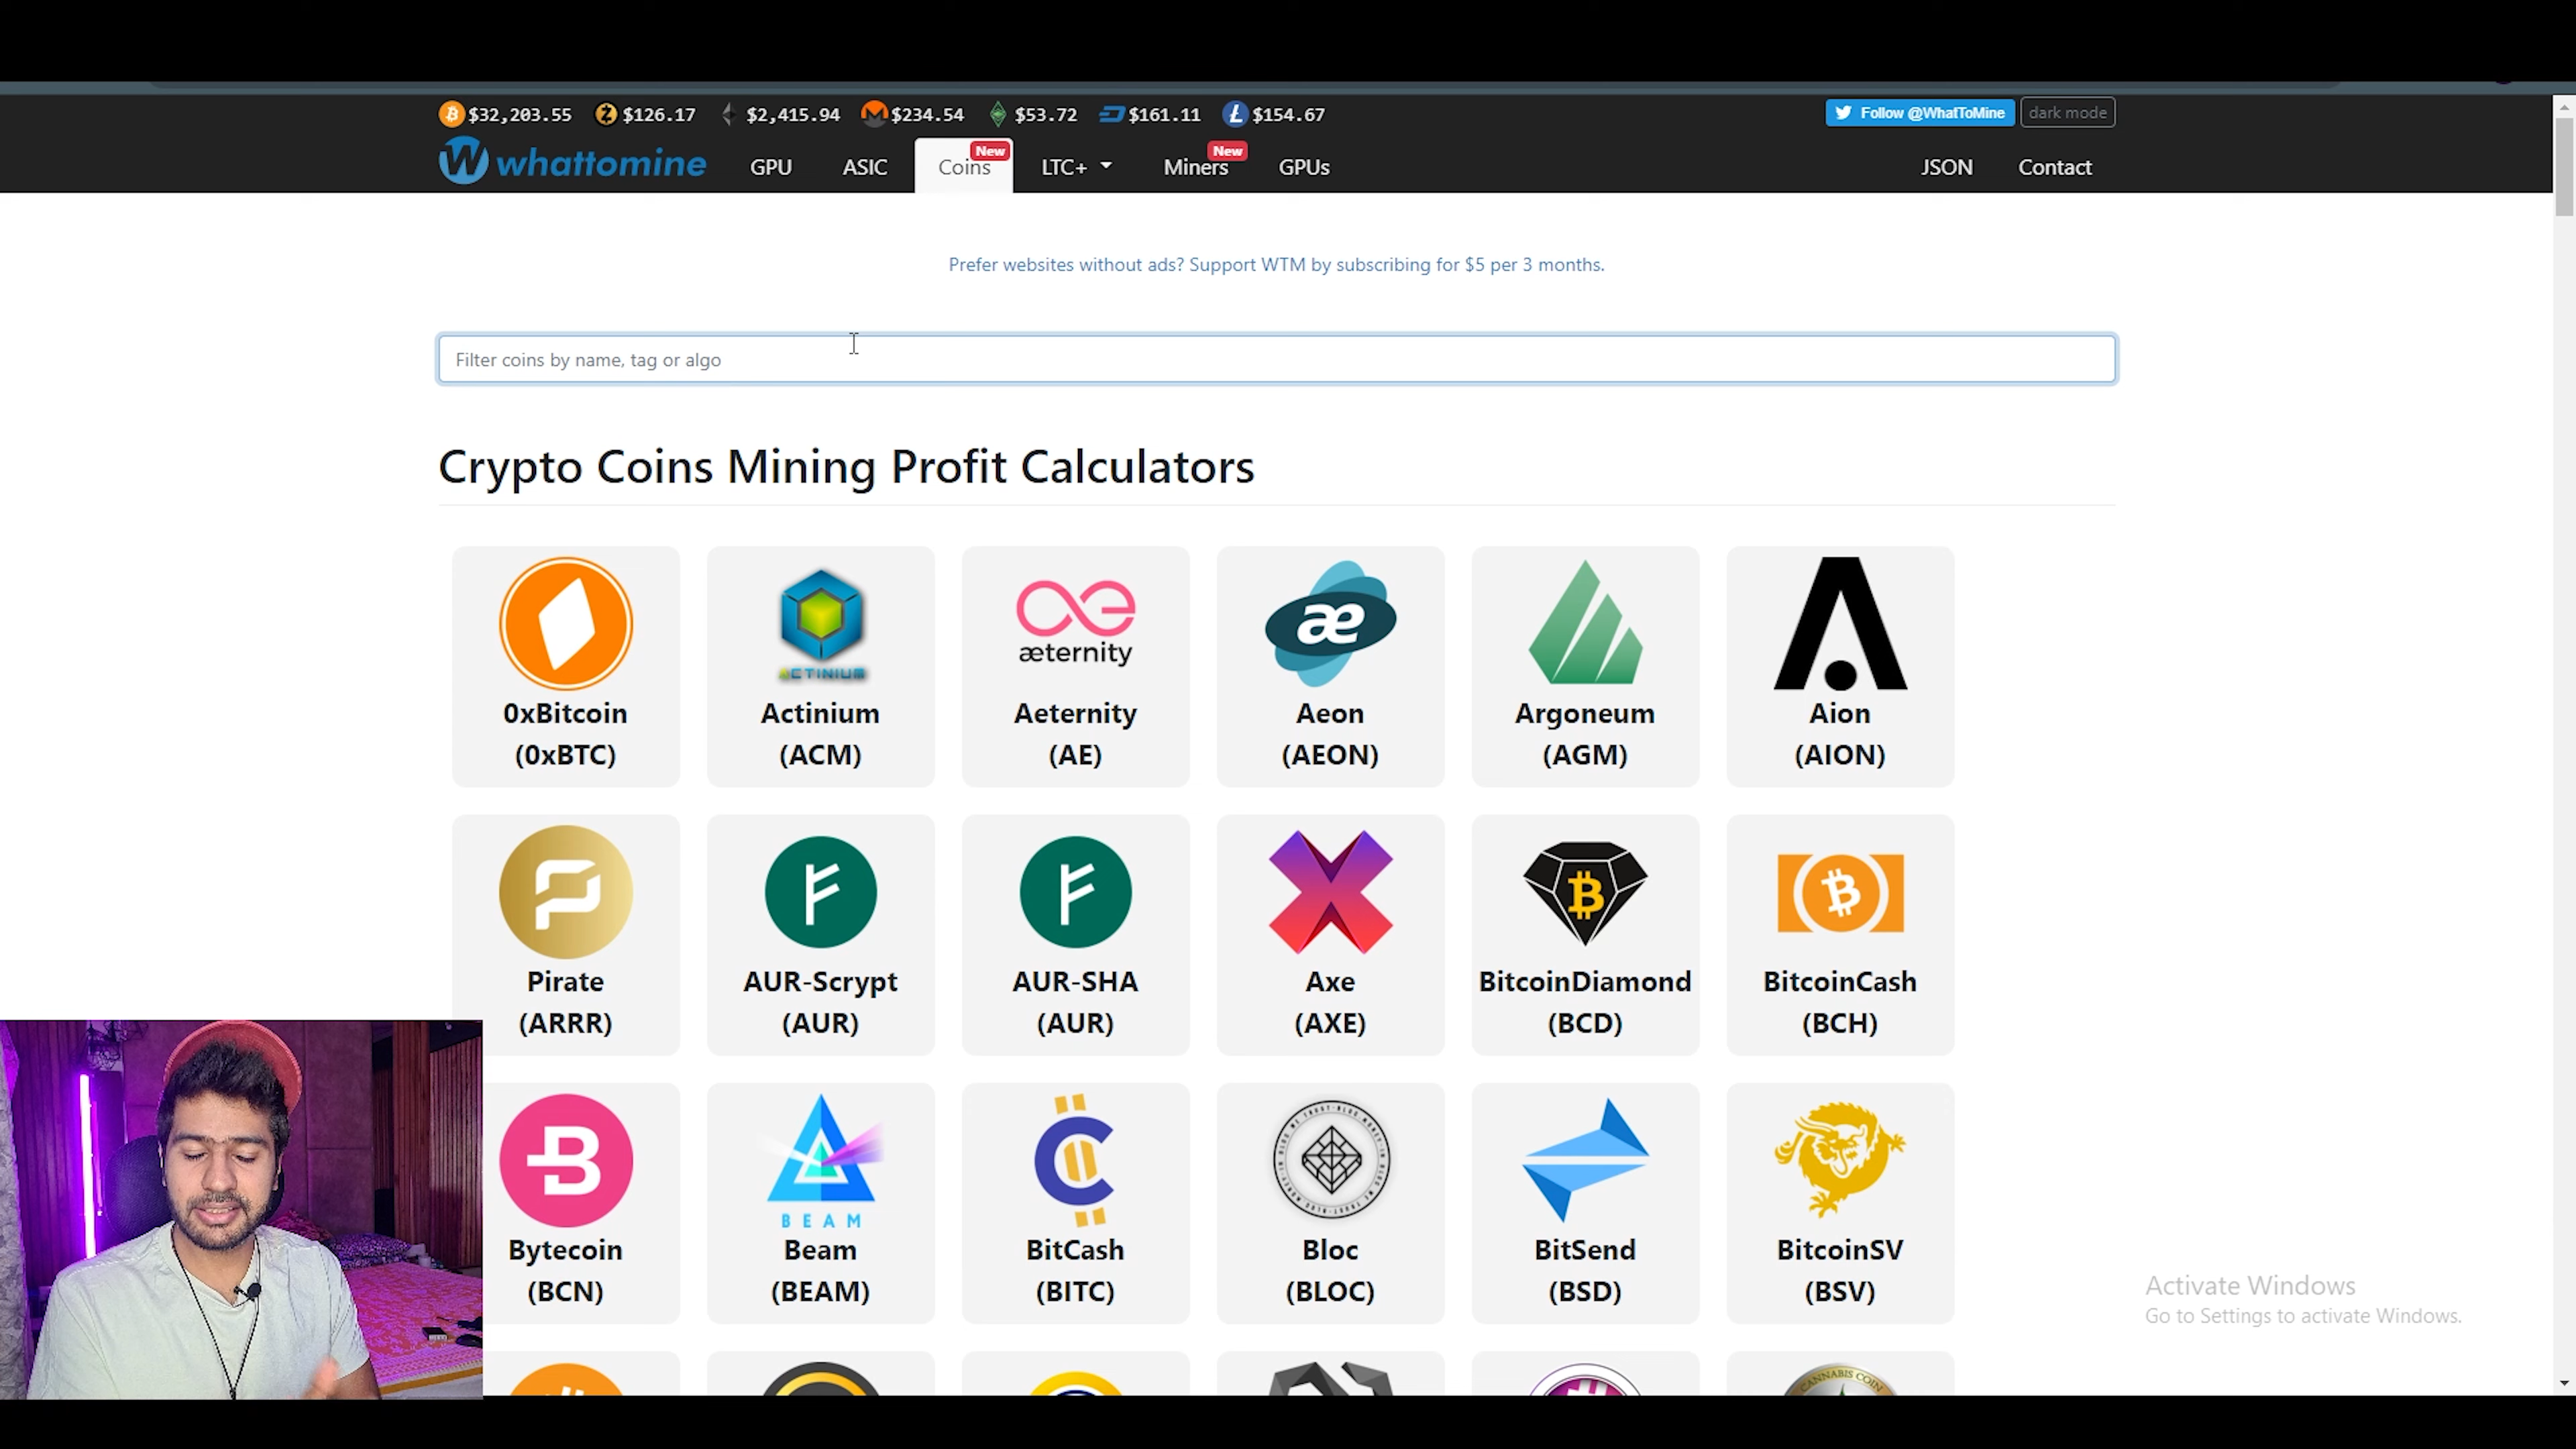 $32,203.55 $126.17 $2,415.94 $234.54 $53.72 $161.11 $154.67 Follow @WhatToMine dark mode
whattomine GPU ASIC Coins New LTC+ Miners New GPUs JSON Contact
Prefer websites without ads? Support WTM by subscribing for $5 per 3 months.
Filter coins by name, tag or algo
Crypto Coins Mining Profit Calculators
ACTINIUM
æternity
æ
0xBitcoin Actinium Aeternity Aeon Argoneum Aion
(0xBTC) (ACM) (AE) (AEON) (AGM) (AION)
Pirate AUR-Scrypt AUR-SHA Axe BitcoinDiamond BitcoinCash
(ARRR) (AUR) (AUR) (AXE) (BCD) (BCH)
BEAM
Bytecoin Beam BitCash Bloc BitSend BitcoinSV
(BCN) (BEAM) (BITC) (BLOC) (BSD) (BSV)
Activate Windows
Go to Settings to activate Windows.
CANNABIS COIN